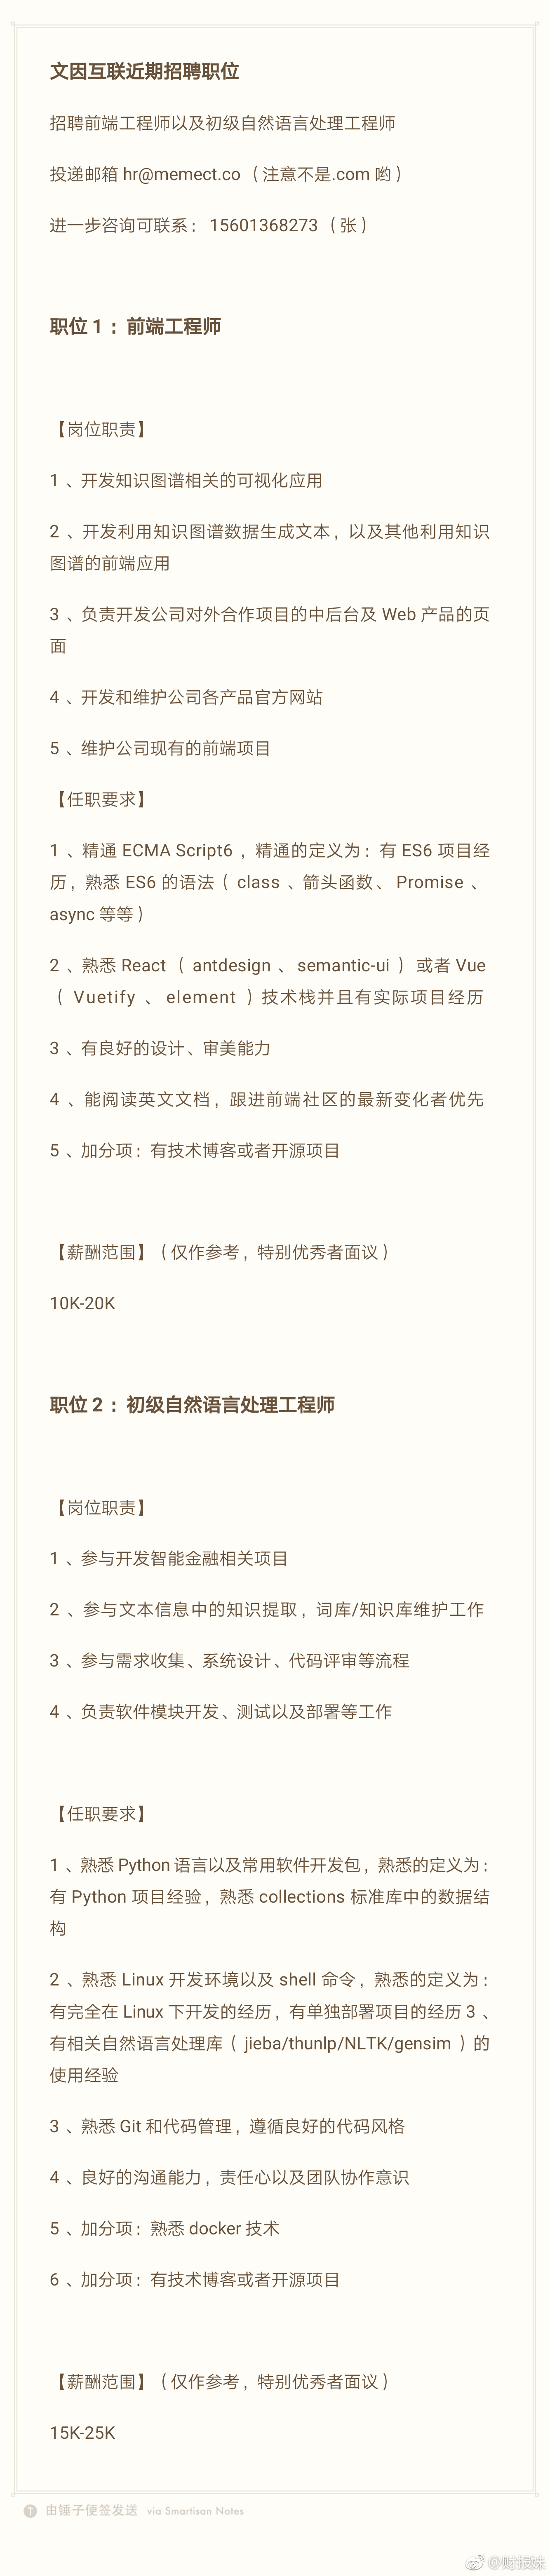 文因互联近期招聘职位
招聘前端工程师以及初级自然语言处理工程师
投递邮箱 hr@memect.co（注意不是.com 哟）
进一步咨询可联系： 15601368273（张）
职位 1 ：前端工程师
【岗位职责】
1 、开发知识图谱相关的可视化应用
2 、开发利用知识图谱数据生成文本，以及其他利用知识
图谱的前端应用
3 、负责开发公司对外合作项目的中后台及 Web 产品的页
面
4 、开发和维护公司各产品官方网站
5 、维护公司现有的前端项目
【任职要求】
1 、精通 ECMA Script6 ，精通的定义为：有 ES6 项目经
历，熟悉 ES6 的语法（ class 、箭头函数、 Promise 、
async 等等）
2 、熟悉 React （ antdesign 、 semantic-ui ）或者 Vue
（ Vuetify 、 element ）技术栈并且有实际项目经历
3 、有良好的设计、审美能力
4 、能阅读英文文档，跟进前端社区的最新变化者优先
5 、加分项：有技术博客或者开源项目
【薪酬范围】（仅作参考，特别优秀者面议）
10K-20K
职位 2 ：初级自然语言处理工程师
【岗位职责】
1 、参与开发智能金融相关项目
2 、参与文本信息中的知识提取，词库/知识库维护工作
3 、参与需求收集、系统设计、代码评审等流程
4 、负责软件模块开发、测试以及部署等工作
【任职要求】
1 、熟悉 Python 语言以及常用软件开发包，熟悉的定义为：
有 Python 项目经验，熟悉 collections 标准库中的数据结
构
2 、熟悉 Linux 开发环境以及 shell 命令，熟悉的定义为：
有完全在 Linux 下开发的经历，有单独部署项目的经历 3 、
有相关自然语言处理库（ jieba/thunlp/NLTK/gensim ）的
使用经验
3 、熟悉 Git 和代码管理，遵循良好的代码风格
4 、良好的沟通能力，责任心以及团队协作意识
5 、加分项：熟悉 docker 技术
6 、加分项：有技术博客或者开源项目
【薪酬范围】（仅作参考，特别优秀者面议）
15K-25K
由锤子便签发送 via Smartisan Notes
@财报妹